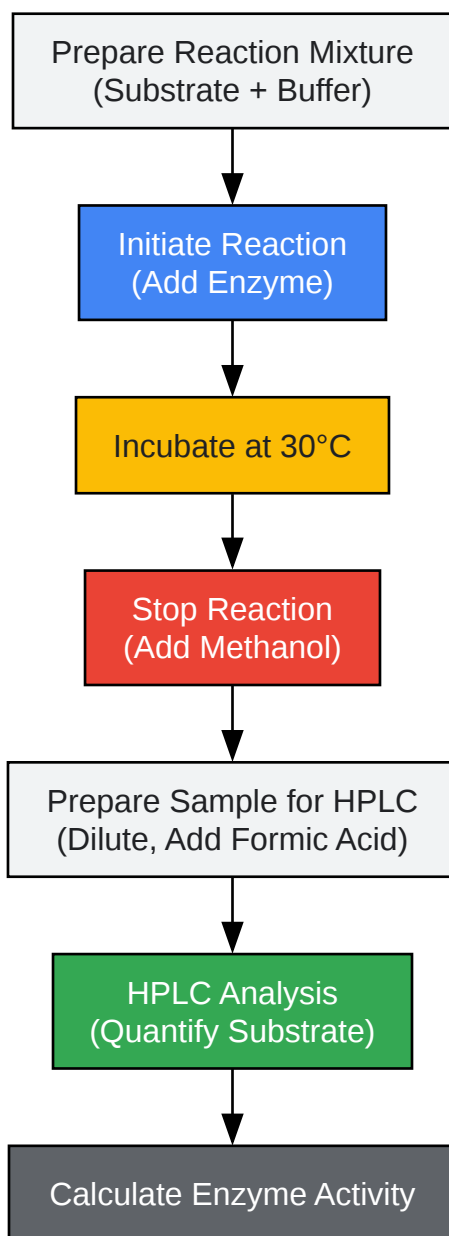 Prepare Reaction Mixture
(Substrate + Buffer)
Initiate Reaction
(Add Enzyme)
Incubate at 30°C
Stop Reaction
(Add Methanol)
Prepare Sample for HPLC
(Dilute, Add Formic Acid)
HPLC Analysis
(Quantify Substrate)
Calculate Enzyme Activity